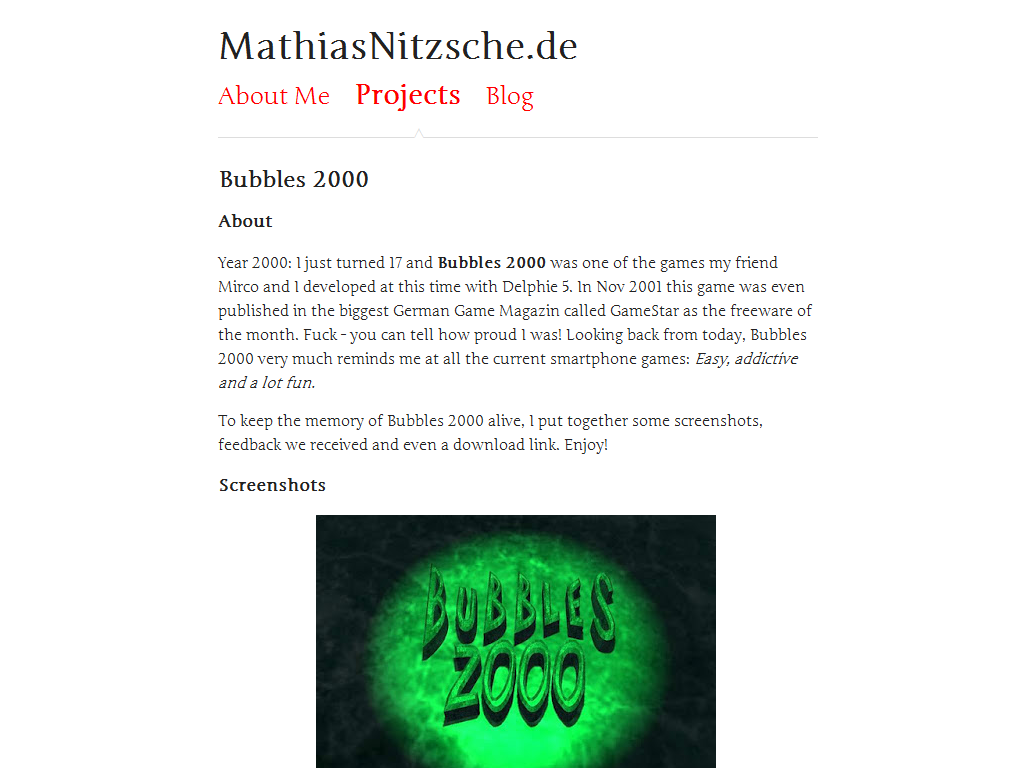 MathiasNitzsche.de
About Me Projects Blog
Bubbles 2000
About
Year 2000: I just turned 17 and Bubbles 2000 was one of the games my friend
Mirco and I developed at this time with Delphie 5. In Nov 2001 this game was even
published in the biggest German Game Magazin called GameStar as the freeware of
the month. Fuck - you can tell how proud I was! Looking back from today, Bubbles
2000 very much reminds me at all the current smartphone games: Easy, addictive
and a lot fun.
To keep the memory of Bubbles 2000 alive, I put together some screenshots,
feedback we received and even a download link. Enjoy!
Screenshots
BUBBLES
2000